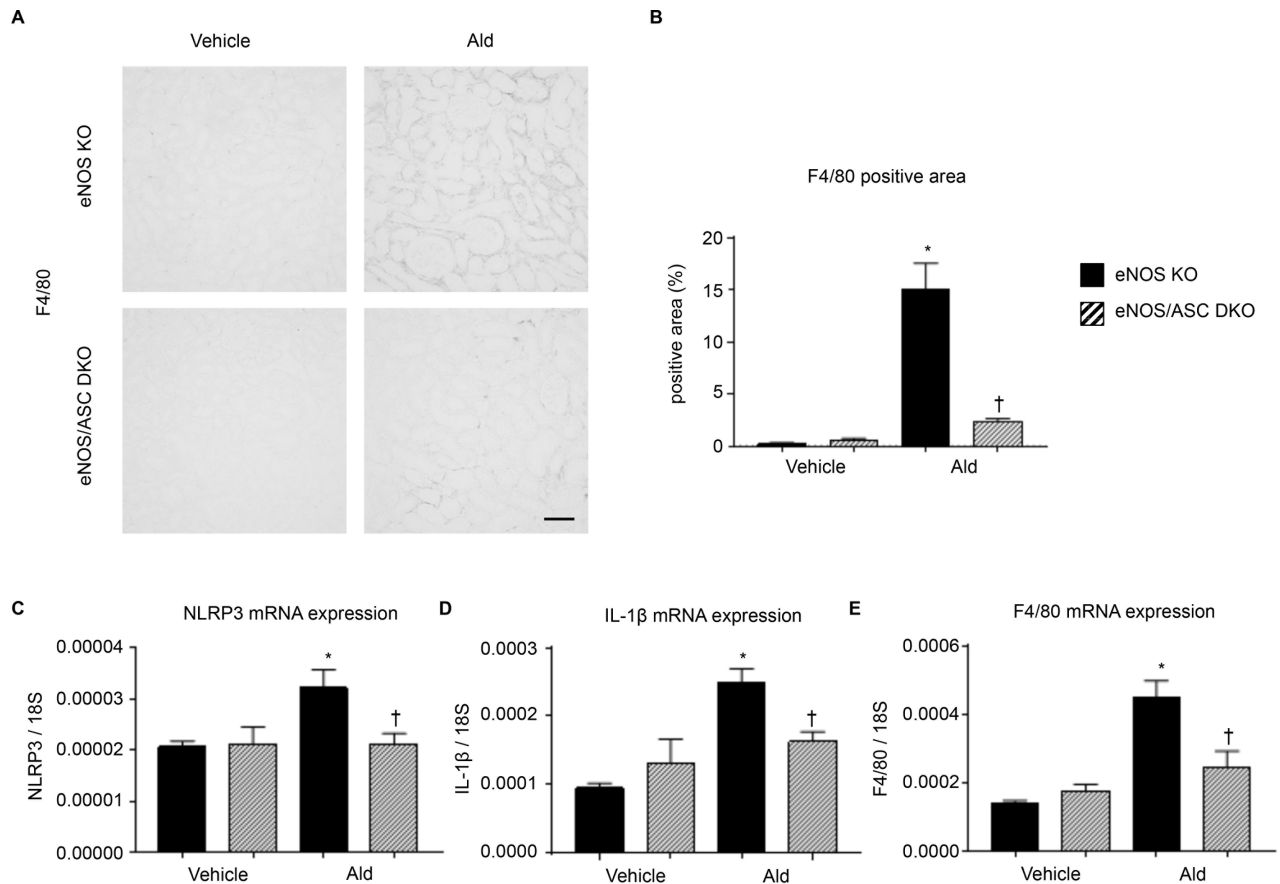 A
Vehicle
Ald
F4/80
eNOS KO
eNOS/ASC DKO
B
F4/80 positive area
positive area (%)
20
15
10
5
0
*
†
Vehicle
Ald
eNOS KO
eNOS/ASC DKO
C
NLRP3 mRNA expression
NLRP3 / 18S
0.00004
0.00003
0.00002
0.00001
0.00000
*
†
Vehicle
Ald
D
IL-1β mRNA expression
IL-1β / 18S
0.0003
0.0002
0.0001
0.0000
*
†
Vehicle
Ald
E
F4/80 mRNA expression
F4/80 / 18S
0.0006
0.0004
0.0002
0.0000
*
†
Vehicle
Ald